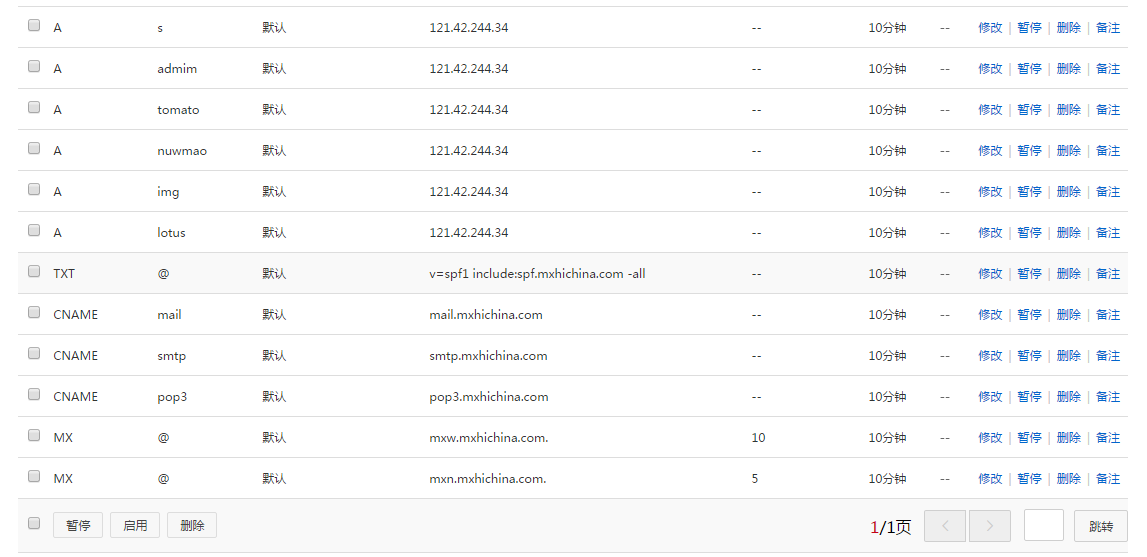 A s 默认 121.42.244.34 -- 10分钟 -- 修改 | 暂停 | 删除 | 备注
A admim 默认 121.42.244.34 -- 10分钟 -- 修改 | 暂停 | 删除 | 备注
A tomato 默认 121.42.244.34 -- 10分钟 -- 修改 | 暂停 | 删除 | 备注
A nuwmao 默认 121.42.244.34 -- 10分钟 -- 修改 | 暂停 | 删除 | 备注
A img 默认 121.42.244.34 -- 10分钟 -- 修改 | 暂停 | 删除 | 备注
A lotus 默认 121.42.244.34 -- 10分钟 -- 修改 | 暂停 | 删除 | 备注
TXT @ 默认 v=spf1 include:spf.mxhichina.com -all -- 10分钟 -- 修改 | 暂停 | 删除 | 备注
CNAME mail 默认 mail.mxhichina.com -- 10分钟 -- 修改 | 暂停 | 删除 | 备注
CNAME smtp 默认 smtp.mxhichina.com -- 10分钟 -- 修改 | 暂停 | 删除 | 备注
CNAME pop3 默认 pop3.mxhichina.com -- 10分钟 -- 修改 | 暂停 | 删除 | 备注
MX @ 默认 mxw.mxhichina.com. 10 10分钟 -- 修改 | 暂停 | 删除 | 备注
MX @ 默认 mxn.mxhichina.com. 5 10分钟 -- 修改 | 暂停 | 删除 | 备注
暂停 启用 删除 1/1页 < > 跳转